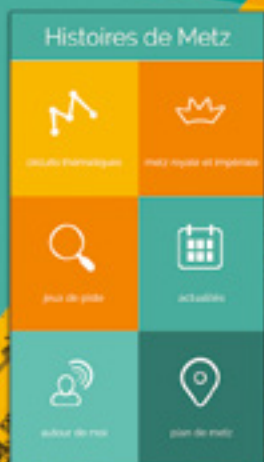 Histoires de Metz
circuits thématiques
metz royale et impériale
jeux de piste
actualités
autour de moi
plan de metz